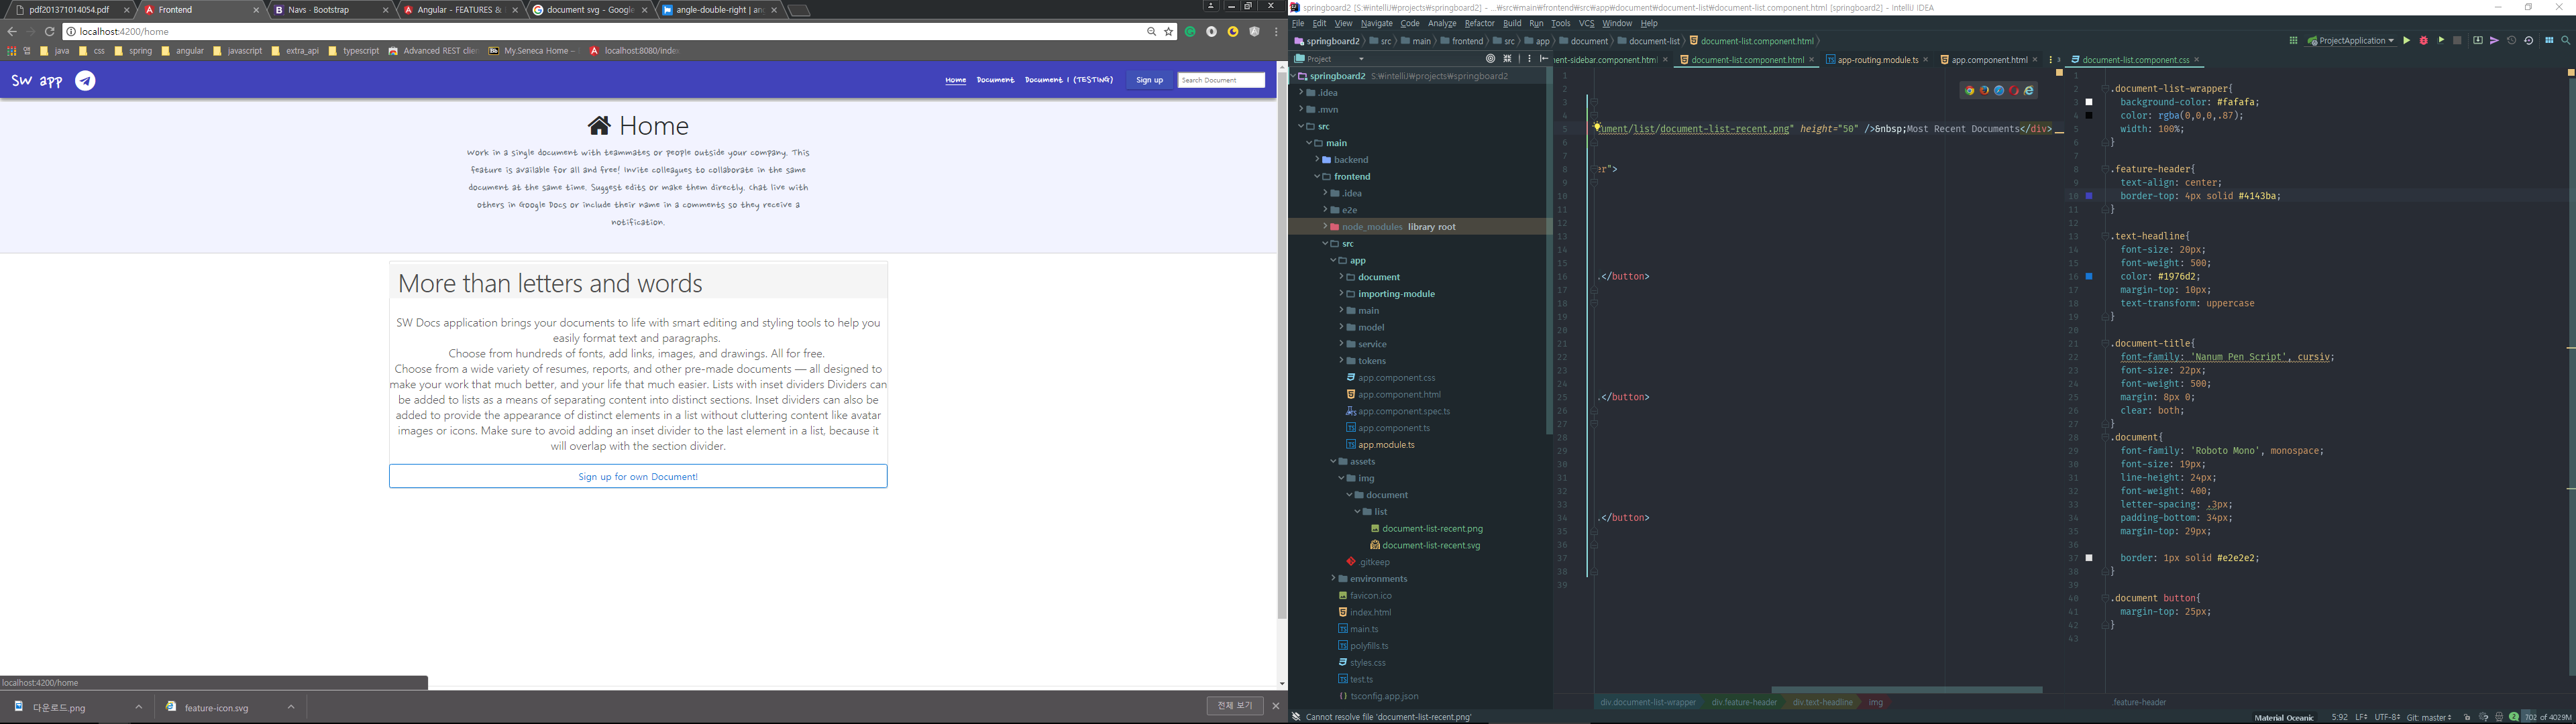 pdf201371014054.pdf
Frontend
Navs · Bootstrap
Angular - FEATURES &
document svg - Google
angle-double-right | an
localhost:4200/home
java
css
spring
angular
javascript
extra_api
typescript
Advanced REST clien
My.Seneca Home –
localhost:8080/inde
Sw app
Home
Document
Document 1 (TESTING)
Sign up
Search Document
Home
Work in a single document with teammates or people outside your company. This
feature is available for all and free! Invite colleagues to collaborate in the same
document at the same time. Suggest edits or make them directly, chat live with
others in Google Docs or include their name in a comments so they receive a
notification.
More than letters and words
SW Docs application brings your documents to life with smart editing and styling tools to help you
easily format text and paragraphs.
Choose from hundreds of fonts, add links, images, and drawings. All for free.
Choose from a wide variety of resumes, reports, and other pre-made documents — all designed to
make your work that much better, and your life that much easier. Lists with inset dividers Dividers can
be added to lists as a means of separating content into distinct sections. Inset dividers can also be
added to provide the appearance of distinct elements in a list without cluttering content like avatar
images or icons. Make sure to avoid adding an inset divider to the last element in a list, because it
will overlap with the section divider.
Sign up for own Document!
localhost:4200/home
다운로드.png
feature-icon.svg
전체 보기
springboard2 [S:₩intelliJ₩projects₩springboard2] - ...₩src₩main₩frontend₩src₩app₩document₩document-list₩document-list.component.html [springboard2] - IntelliJ IDEA
File Edit View Navigate Code Analyze Refactor Build Run Tools VCS Window Help
springboard2 src main frontend src app document document-list document-list.component.html
ProjectApplication
Project
springboard2 S:₩intelliJ₩projects₩springboard2
.idea
.mvn
src
main
backend
frontend
.idea
e2e
node_modules library root
src
app
document
importing-module
main
model
service
tokens
app.component.css
app.component.html
app.component.spec.ts
app.component.ts
app.module.ts
assets
img
document
list
document-list-recent.png
document-list-recent.svg
.gitkeep
environments
favicon.ico
index.html
main.ts
polyfills.ts
styles.css
test.ts
tsconfig.app.json
ent-sidebar.component.html
document-list.component.html
app-routing.module.ts
app.component.html
ument/list/document-list-recent.png" height="50" />&nbsp;Most Recent Documents</div>
er">
.</button>
.</button>
.</button>
div.document-list-wrapper
div.feature-header
div.text-headline
img
document-list.component.css
.document-list-wrapper{
background-color: #fafafa;
color: rgba(0,0,0,.87);
width: 100%;
}
.feature-header{
text-align: center;
border-top: 4px solid #4143ba;
}
.text-headline{
font-size: 20px;
font-weight: 500;
color: #1976d2;
margin-top: 10px;
text-transform: uppercase
}
.document-title{
font-family: 'Nanum Pen Script', cursiv;
font-size: 22px;
font-weight: 500;
margin: 8px 0;
clear: both;
}
.document{
font-family: 'Roboto Mono', monospace;
font-size: 19px;
line-height: 24px;
font-weight: 400;
letter-spacing: .3px;
padding-bottom: 34px;
margin-top: 29px;
border: 1px solid #e2e2e2;
}
.document button{
margin-top: 25px;
}
.feature-header
Cannot resolve file 'document-list-recent.png'
Material Oceanic
5:92 LF UTF-8 Git: master
702 of 4029M